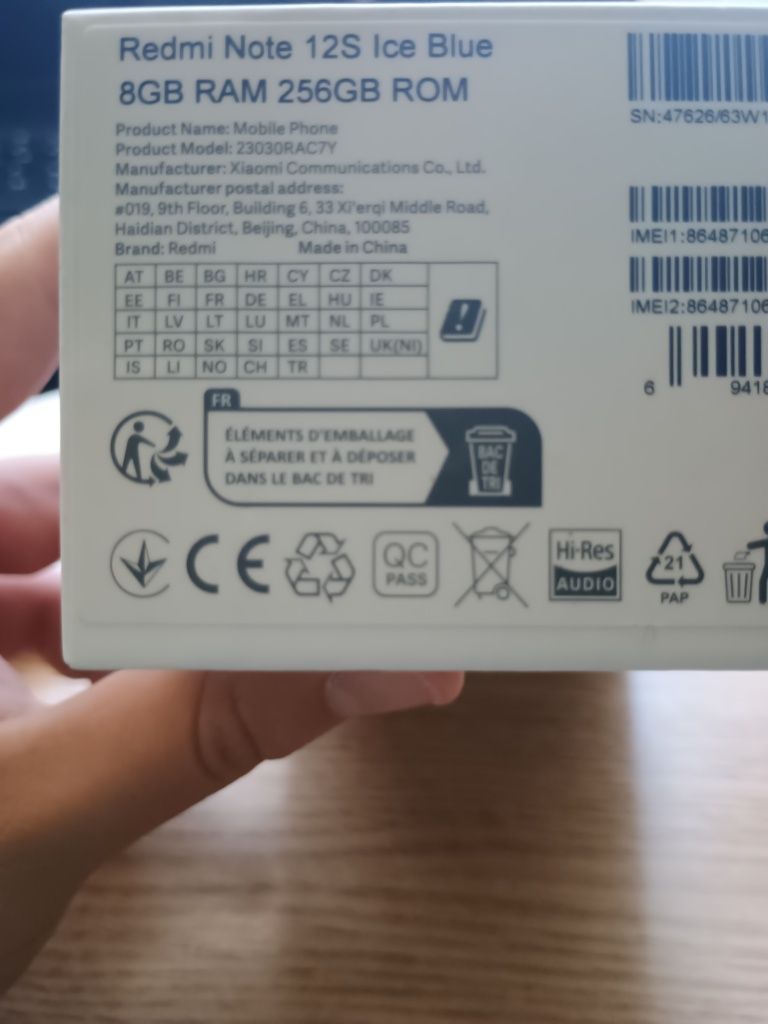 Redmi Note 12S Ice Blue
8GB RAM 256GB ROM
Product Name: Mobile Phone
Product Model: 23030RAC7Y
Manufacturer: Xiaomi Communications Co., Ltd.
Manufacturer postal address:
#019, 9th Floor, Building 6, 33 Xi'erqi Middle Road,
Haidian District, Beijing, China, 100085
Brand: Redmi Made in China
AT BE BG HR CY CZ DK
EE FI FR DE EL HU IE
IT LV LT LU MT NL PL
PT RO SK SI ES SE UK(NI)
IS LI NO CH TR
!
SN:47626/63W1
IMEI1:86487106
IMEI2:86487106
6 9418
FR
ÉLÉMENTS D'EMBALLAGE
À SÉPARER ET À DÉPOSER
DANS LE BAC DE TRI
BAC
DE
TRI
CE
QC
PASS
Hi-Res
AUDIO
21
PAP